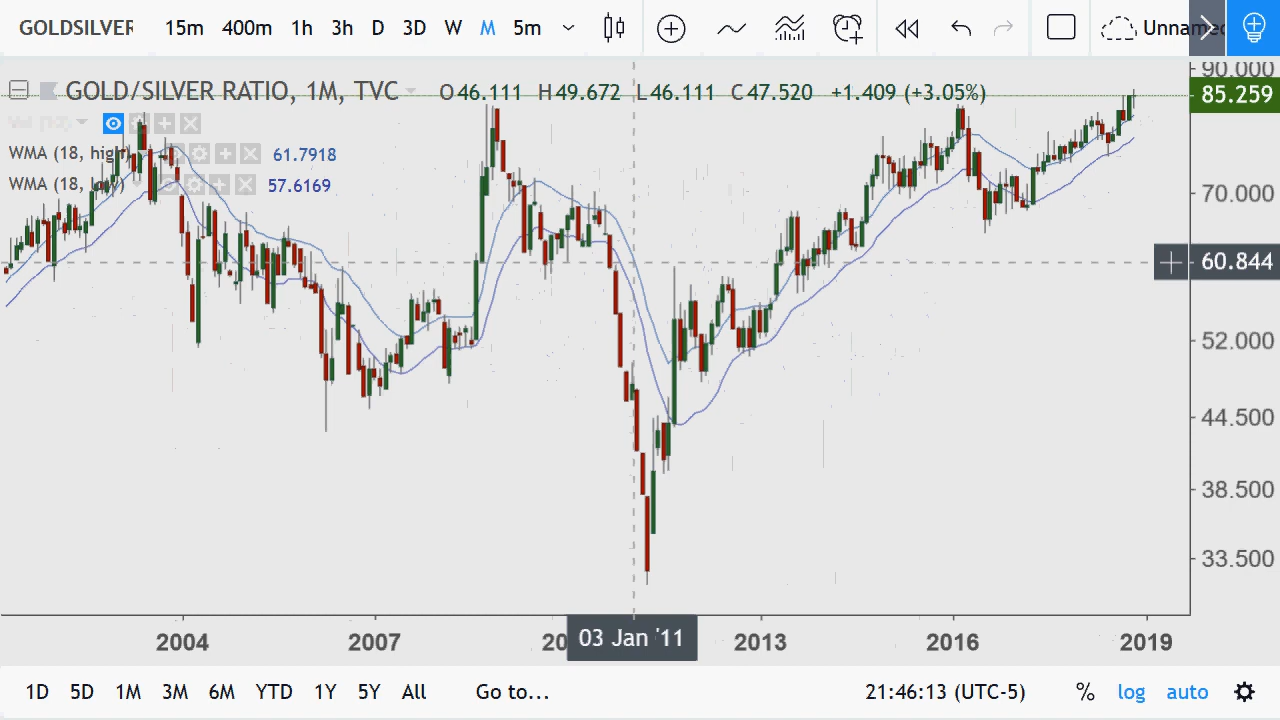 GOLDSILVER 15m 400m 1h 3h D 3D W M 5m
GOLD/SILVER RATIO, 1M, TVC O46.111 H49.672 L46.111 C47.520 +1.409 (+3.05%)
WMA (18, high) 61.7918
WMA (18, low) 57.6169
90.000
85.259
70.000
60.844
52.000
44.500
38.500
33.500
2004 2007 03 Jan '11 2013 2016 2019
1D 5D 1M 3M 6M YTD 1Y 5Y All Go to... 21:46:13 (UTC-5) % log auto